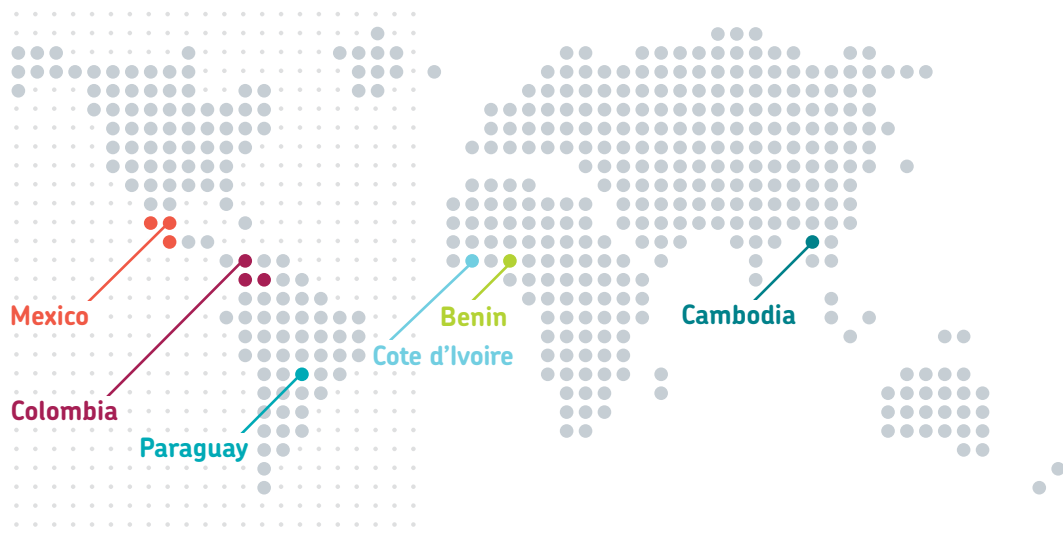 Mexico
Benin
Cambodia
Cote d’Ivoire
Colombia
Paraguay